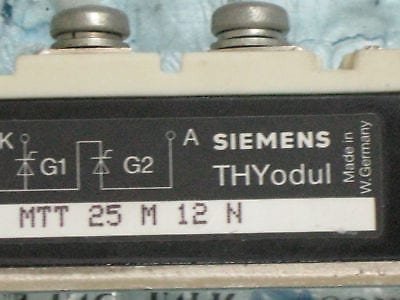 K G1 G2 A SIEMENS
THYodul
Made in
W.Germany
MTT 25 M 12 N